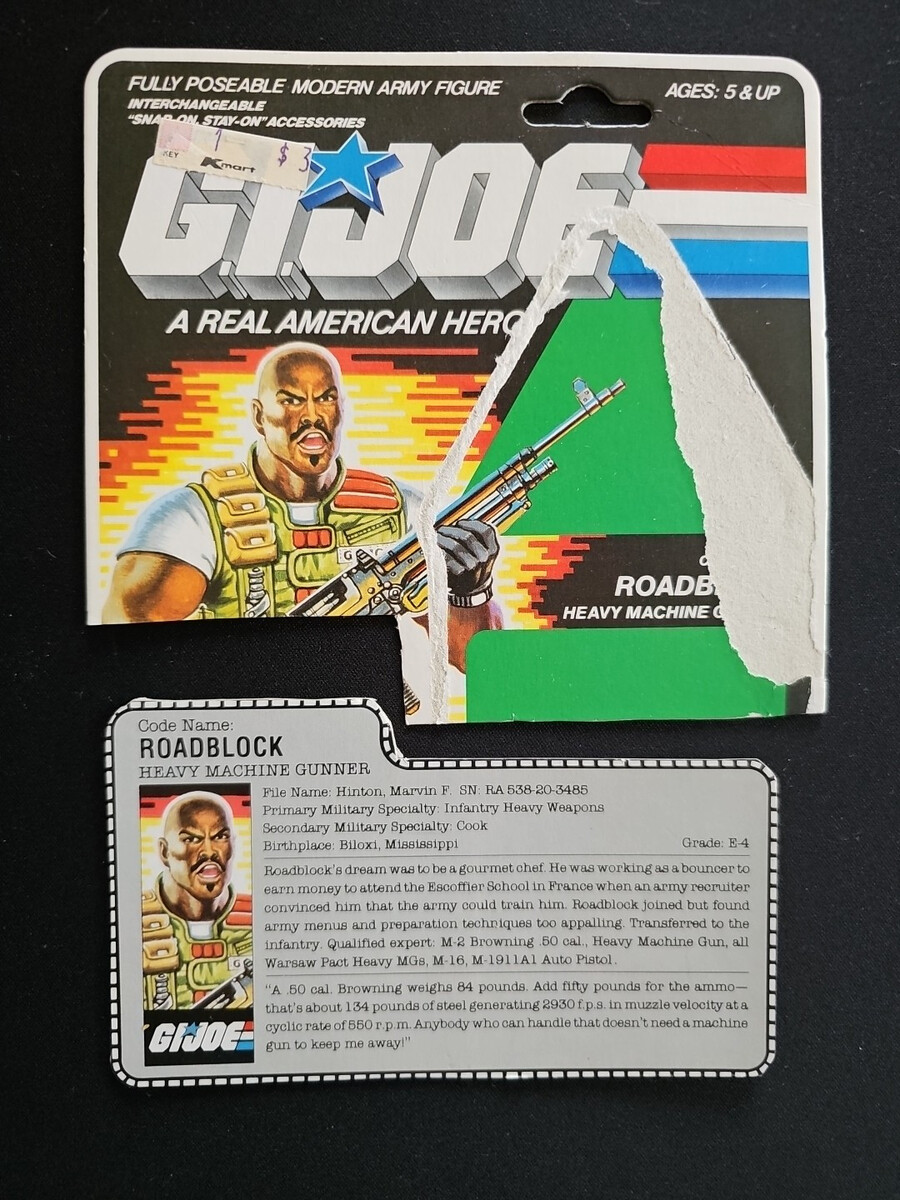 FULLY POSEABLE MODERN ARMY FIGURE
AGES: 5 & UP
INTERCHANGEABLE
"SNAP-ON, STAY-ON" ACCESSORIES
KEY 1 Kmart $ 3
GI JOE
A REAL AMERICAN HERO
ROADB
HEAVY MACHINE G
Code Name:
ROADBLOCK
HEAVY MACHINE GUNNER
File Name: Hinton, Marvin F. SN: RA 538-20-3485
Primary Military Specialty: Infantry Heavy Weapons
Secondary Military Specialty: Cook
Birthplace: Biloxi, Mississippi Grade: E-4
Roadblock's dream was to be a gourmet chef. He was working as a bouncer to
earn money to attend the Escoffier School in France when an army recruiter
convinced him that the army could train him. Roadblock joined but found
army menus and preparation techniques too appalling. Transferred to the
infantry. Qualified expert: M-2 Browning .50 cal., Heavy Machine Gun, all
Warsaw Pact Heavy MGs, M-16, M-1911A1 Auto Pistol.
"A .50 cal. Browning weighs 84 pounds. Add fifty pounds for the ammo—
that's about 134 pounds of steel generating 2930 f.p.s. in muzzle velocity at a
cyclic rate of 550 r.p.m. Anybody who can handle that doesn't need a machine
gun to keep me away!"
GI JOE